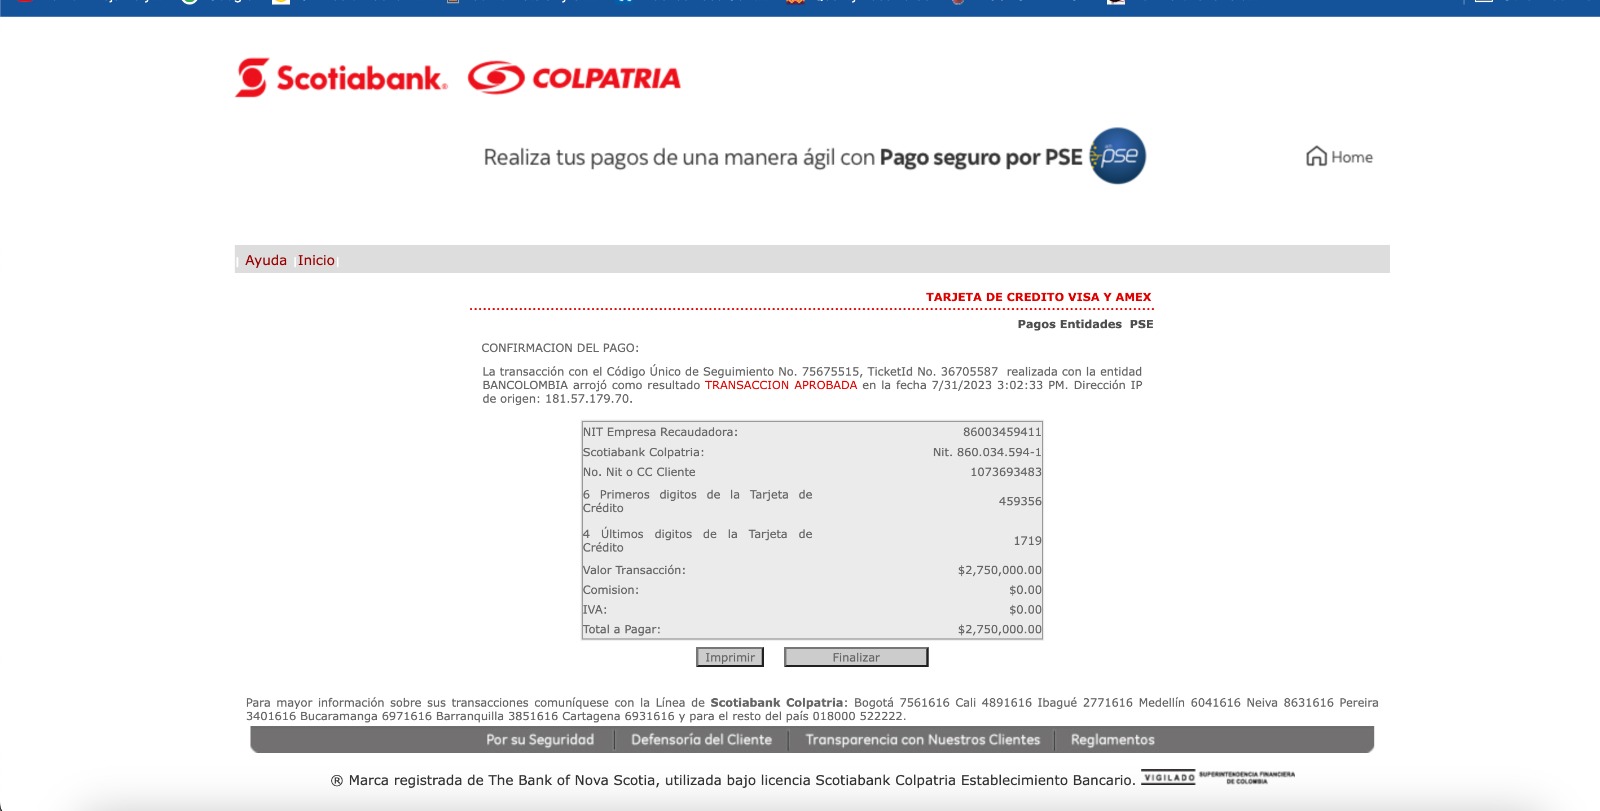 Scotiabank. COLPATRIA
Realiza tus pagos de una manera ágil con Pago seguro por PSE pse
Home
Ayuda | Inicio |
TARJETA DE CREDITO VISA Y AMEX
Pagos Entidades PSE
CONFIRMACION DEL PAGO:
La transacción con el Código Único de Seguimiento No. 75675515, TicketId No. 36705587 realizada con la entidad
BANCOLOMBIA arrojó como resultado TRANSACCION APROBADA en la fecha 7/31/2023 3:02:33 PM. Dirección IP
de origen: 181.57.179.70.
NIT Empresa Recaudadora: 86003459411
Scotiabank Colpatria: Nit. 860.034.594-1
No. Nit o CC Cliente 1073693483
6 Primeros digitos de la Tarjeta de
Crédito 459356
4 Últimos digitos de la Tarjeta de
Crédito 1719
Valor Transacción: $2,750,000.00
Comision: $0.00
IVA: $0.00
Total a Pagar: $2,750,000.00
Imprimir Finalizar
Para mayor información sobre sus transacciones comuníquese con la Línea de Scotiabank Colpatria: Bogotá 7561616 Cali 4891616 Ibagué 2771616 Medellín 6041616 Neiva 8631616 Pereira
3401616 Bucaramanga 6971616 Barranquilla 3851616 Cartagena 6931616 y para el resto del país 018000 522222.
Por su Seguridad | Defensoría del Cliente | Transparencia con Nuestros Clientes | Reglamentos
® Marca registrada de The Bank of Nova Scotia, utilizada bajo licencia Scotiabank Colpatria Establecimiento Bancario. VIGILADO SUPERINTENDENCIA FINANCIERA
DE COLOMBIA